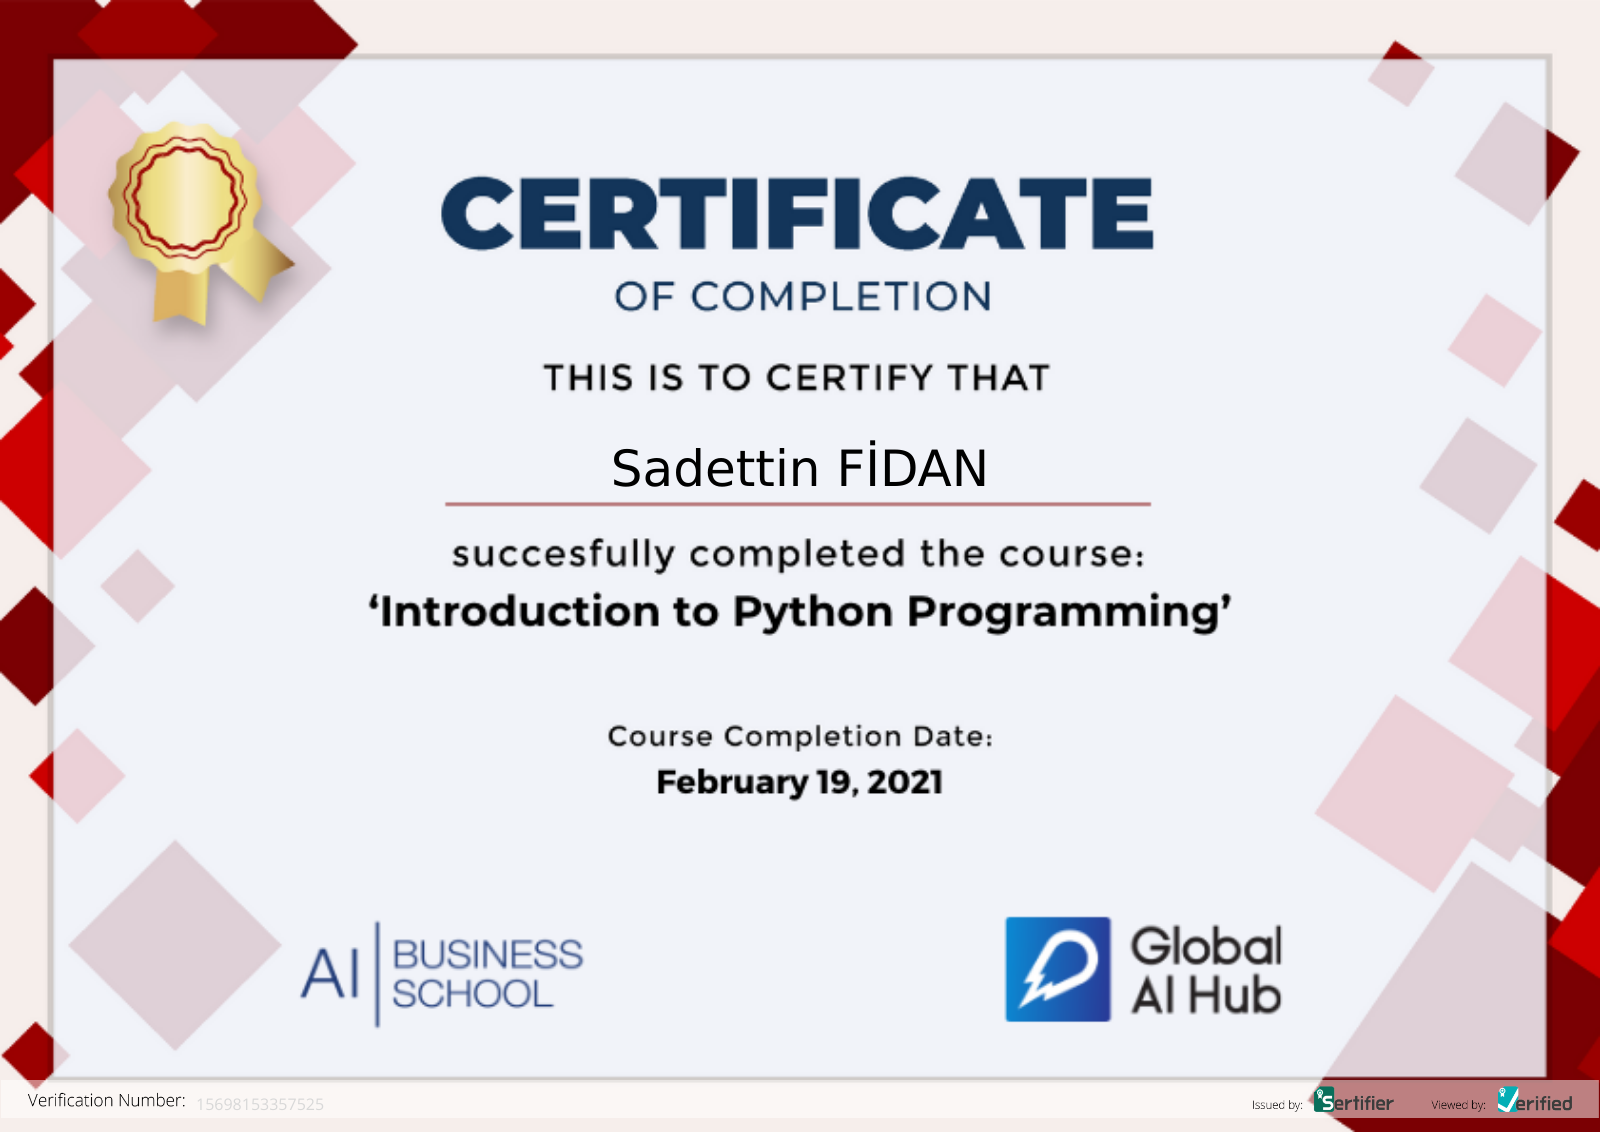 CERTIFICATE
OF COMPLETION
THIS IS TO CERTIFY THAT
Sadettin FİDAN
succesfully completed the course:
‘Introduction to Python Programming’
Course Completion Date:
February 19, 2021
AI BUSINESS SCHOOL
Global AI Hub
Verification Number: 15698153357525
Issued by: Sertifier Viewed by: Verified